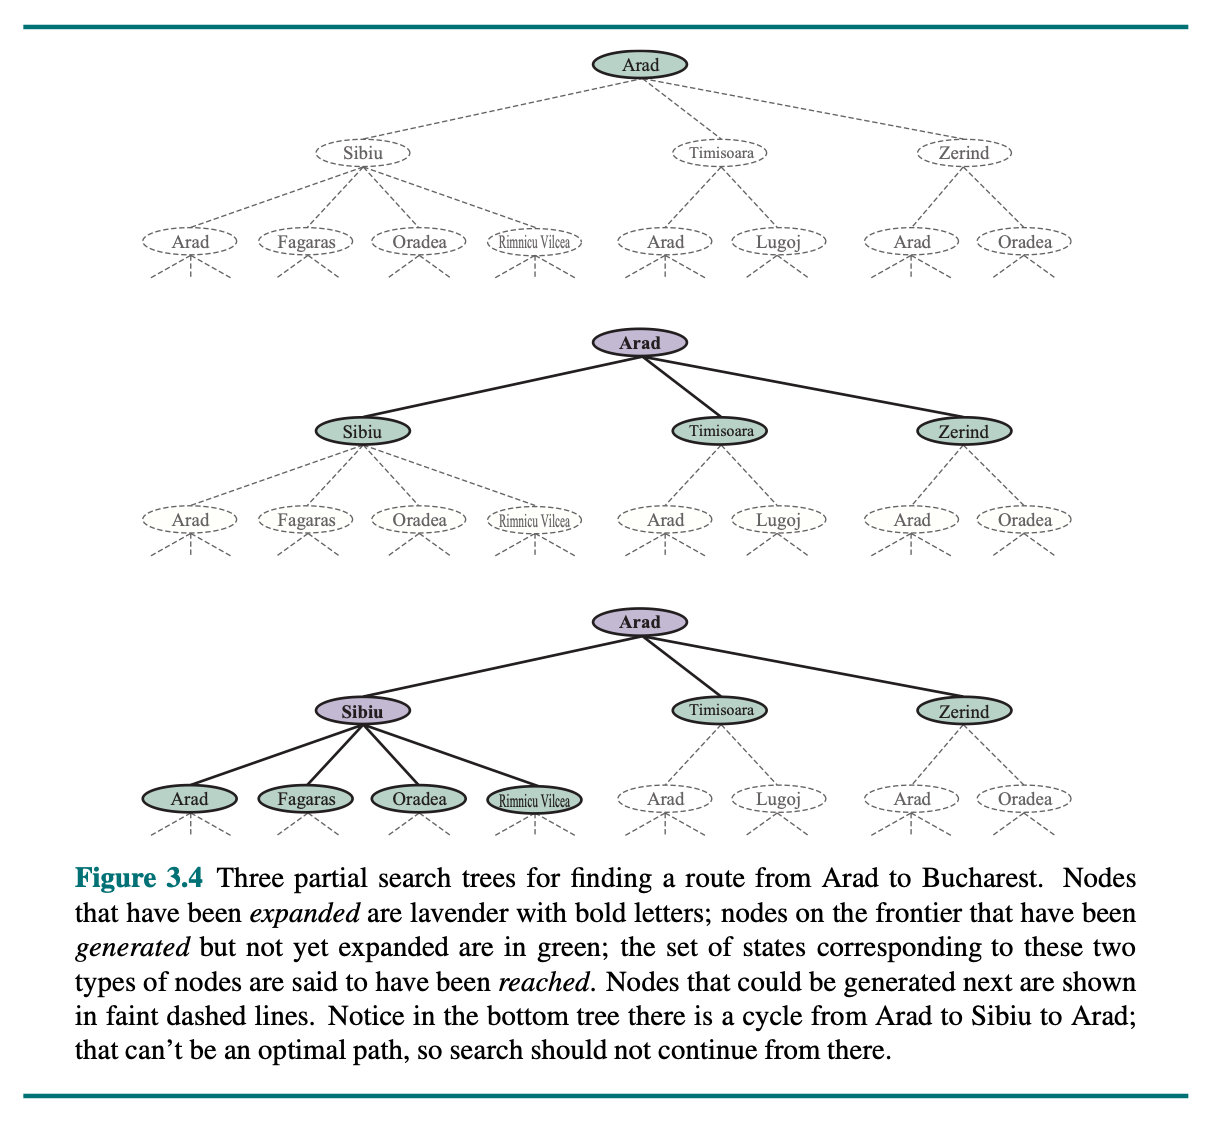 Arad
Sibiu Timisoara Zerind
Arad Fagaras Oradea Rimnicu Vilcea Arad Lugoj Arad Oradea
Arad
Sibiu Timisoara Zerind
Arad Fagaras Oradea Rimnicu Vilcea Arad Lugoj Arad Oradea
Arad
Sibiu Timisoara Zerind
Arad Fagaras Oradea Rimnicu Vilcea Arad Lugoj Arad Oradea
Figure 3.4 Three partial search trees for finding a route from Arad to Bucharest. Nodes
that have been expanded are lavender with bold letters; nodes on the frontier that have been
generated but not yet expanded are in green; the set of states corresponding to these two
types of nodes are said to have been reached. Nodes that could be generated next are shown
in faint dashed lines. Notice in the bottom tree there is a cycle from Arad to Sibiu to Arad;
that can’t be an optimal path, so search should not continue from there.